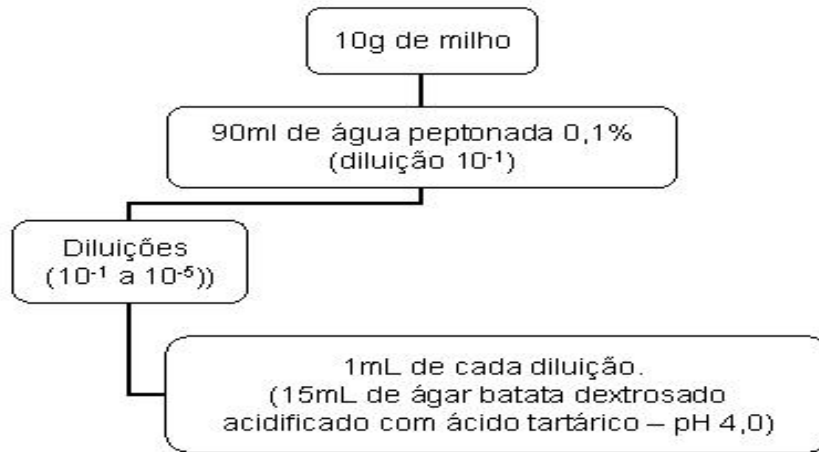 10g de milho
90ml de água peptonada 0,1%
(diluição 10⁻¹)
Diluições
(10⁻¹ a 10⁻⁵))
1mL de cada diluição.
(15mL de ágar batata dextrosado
acidificado com ácido tartárico – pH 4,0)